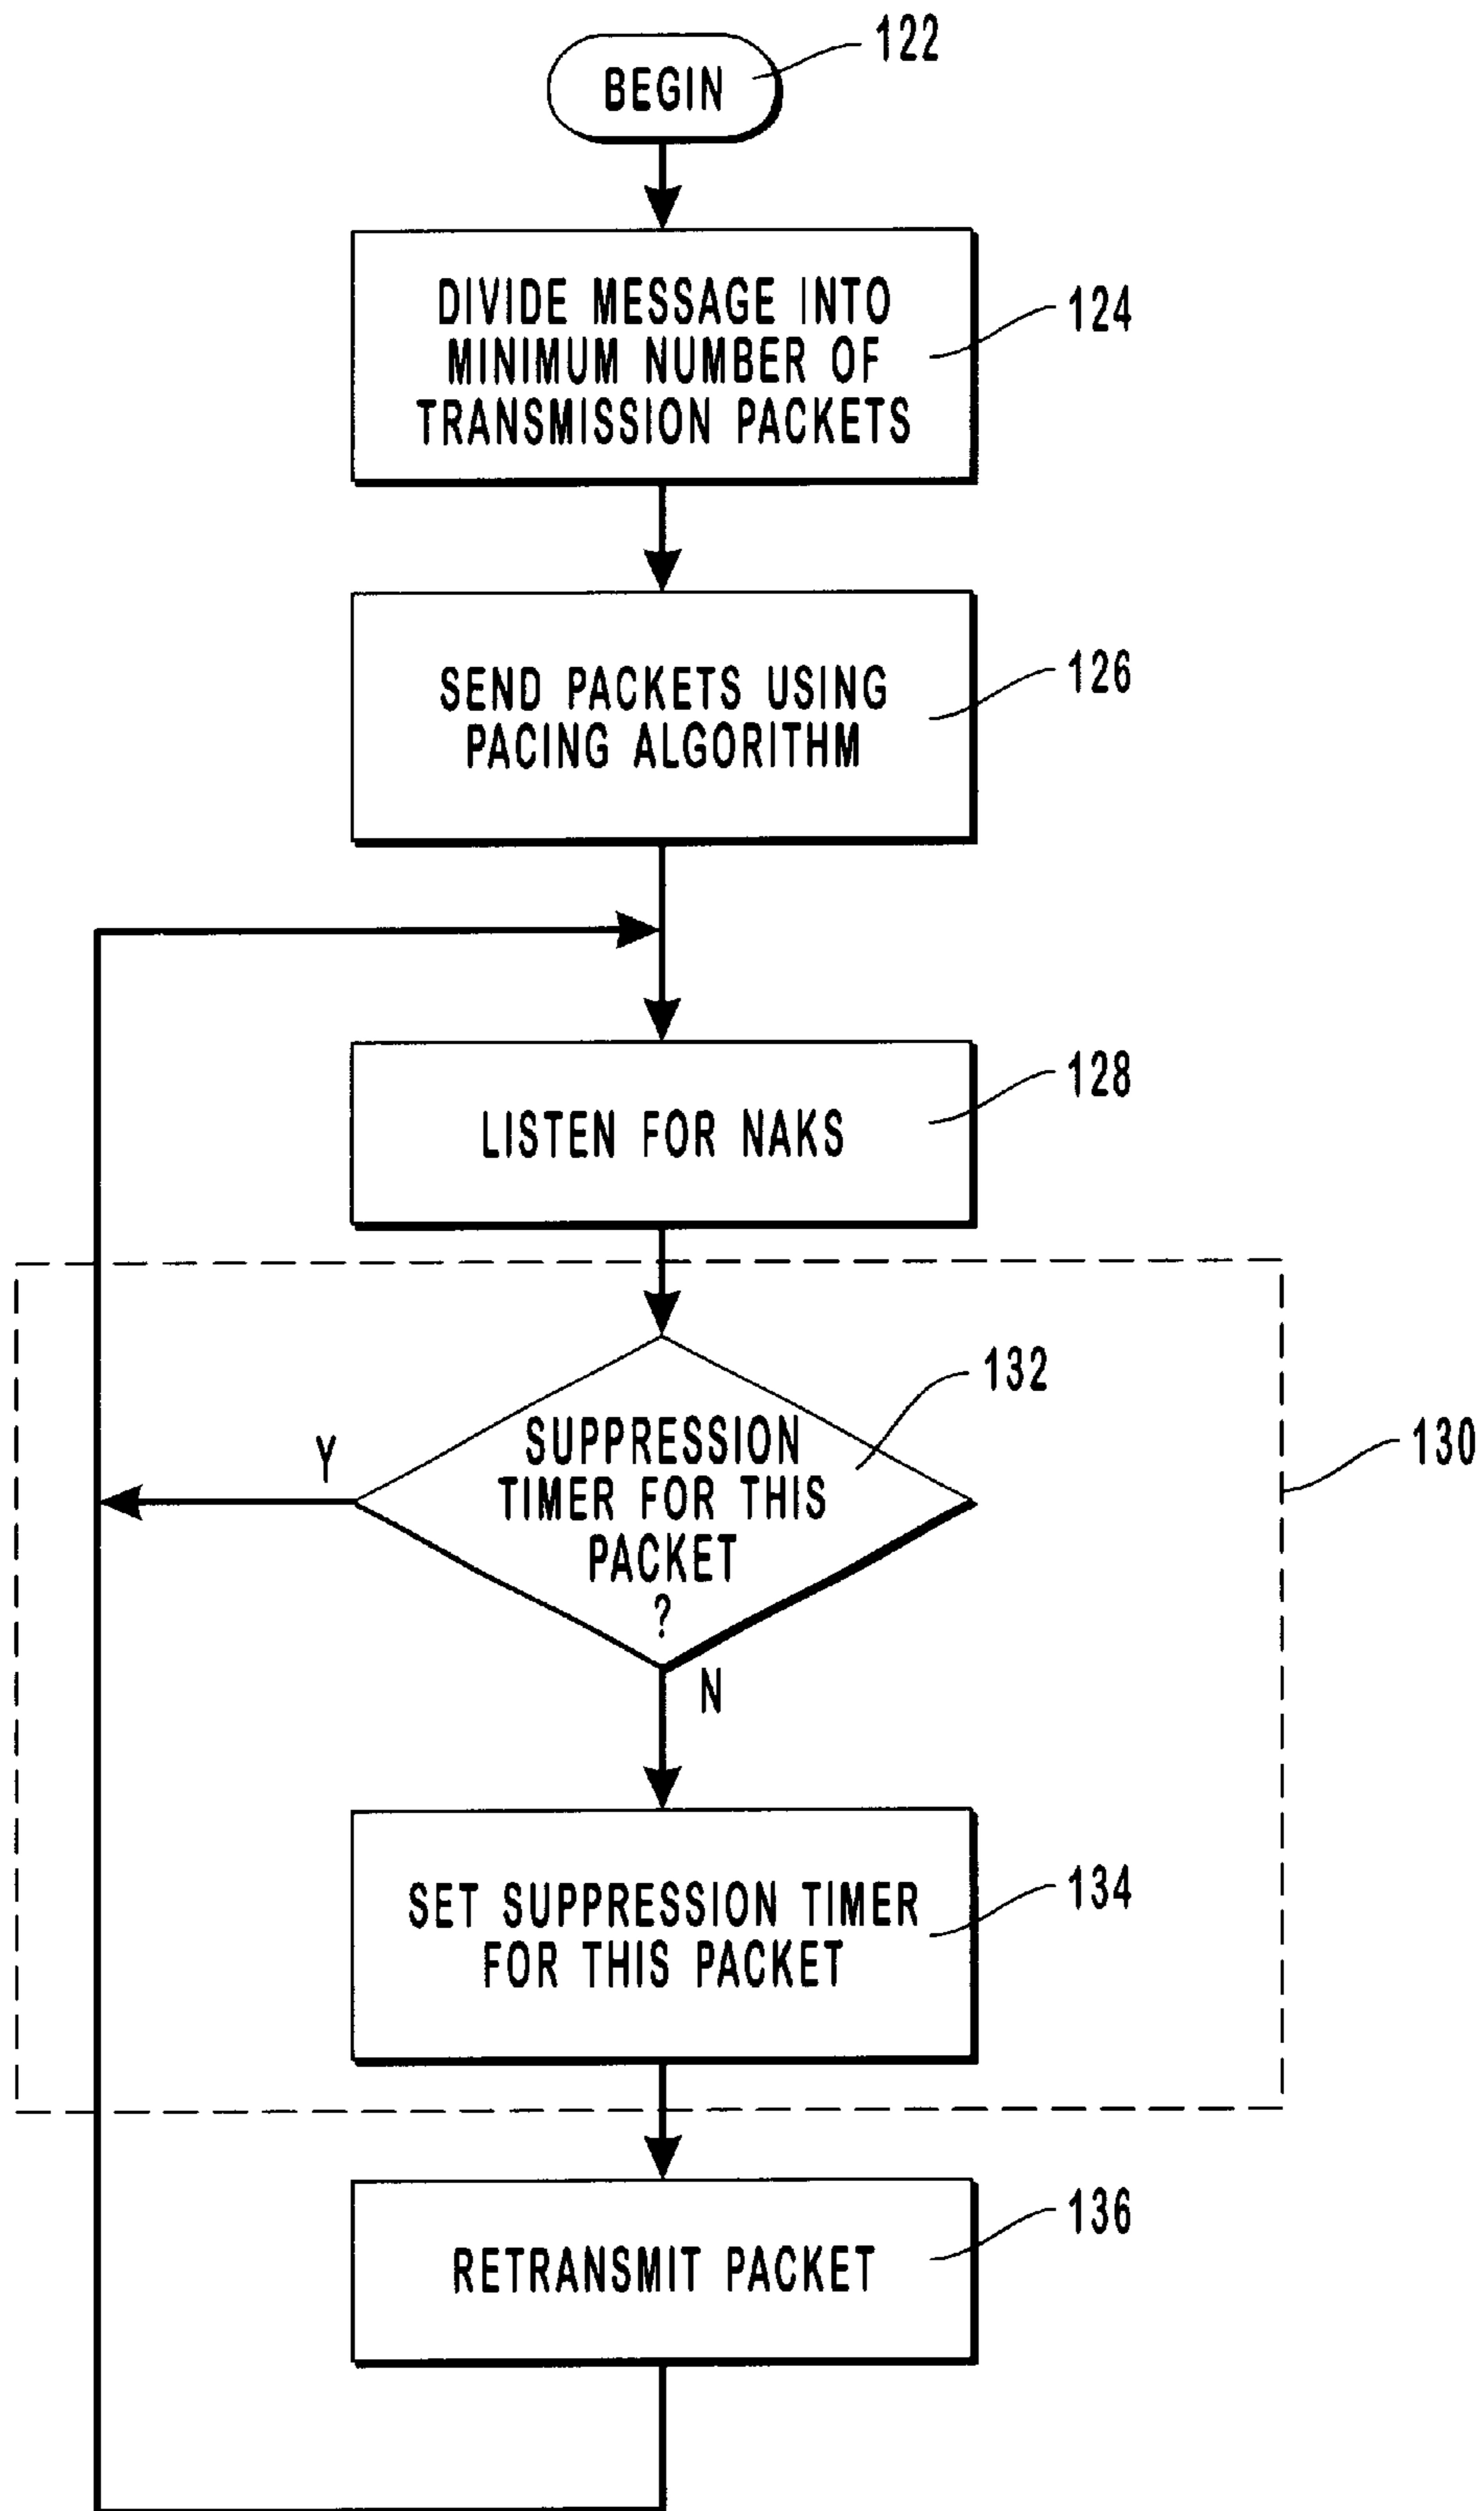 BEGIN
122
DIVIDE MESSAGE INTO
MINIMUM NUMBER OF
TRANSMISSION PACKETS
124
SEND PACKETS USING
PACING ALGORITHM
126
LISTEN FOR NAKS
128
130
SUPPRESSION
TIMER FOR THIS
PACKET
?
132
Y
N
SET SUPPRESSION TIMER
FOR THIS PACKET
134
RETRANSMIT PACKET
136